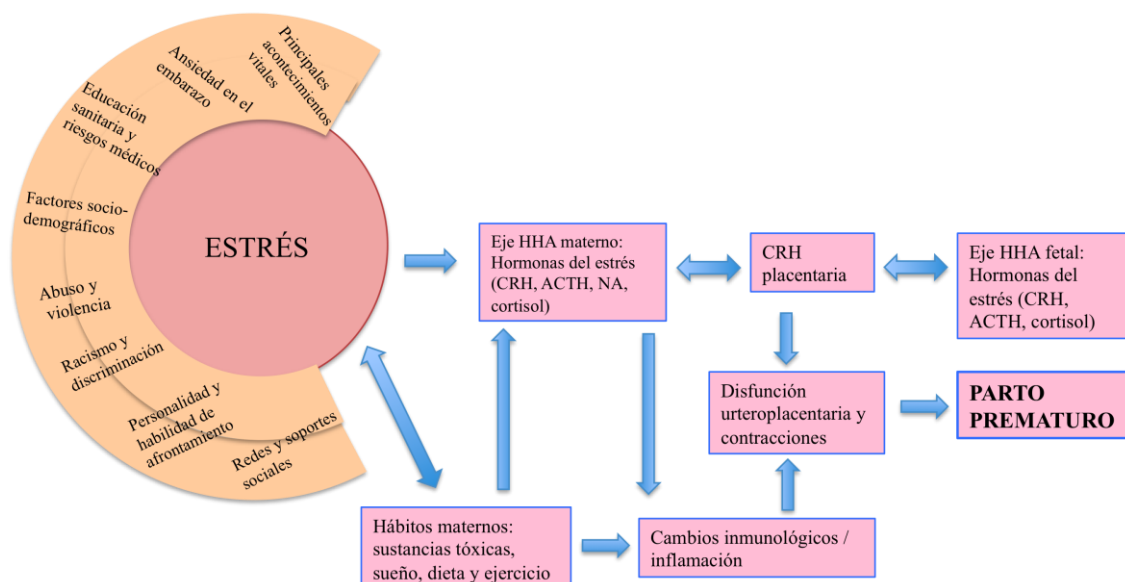 Principales
acontecimientos
vitales
Ansiedad en el
embarazo
Educación
sanitaria y
riesgos médicos
Factores socio-
demográficos
Abuso y
violencia
Racismo y
discriminación
Personalidad y
habilidad de
afrontamiento
Redes y soportes
sociales
ESTRÉS
Eje HHA materno:
Hormonas del estrés
(CRH, ACTH, NA,
cortisol)
CRH
placentaria
Eje HHA fetal:
Hormonas del
estrés (CRH,
ACTH, cortisol)
Disfunción
urteroplacentaria y
contracciones
PARTO
PREMATURO
Hábitos maternos:
sustancias tóxicas,
sueño, dieta y ejercicio
Cambios inmunológicos /
inflamación